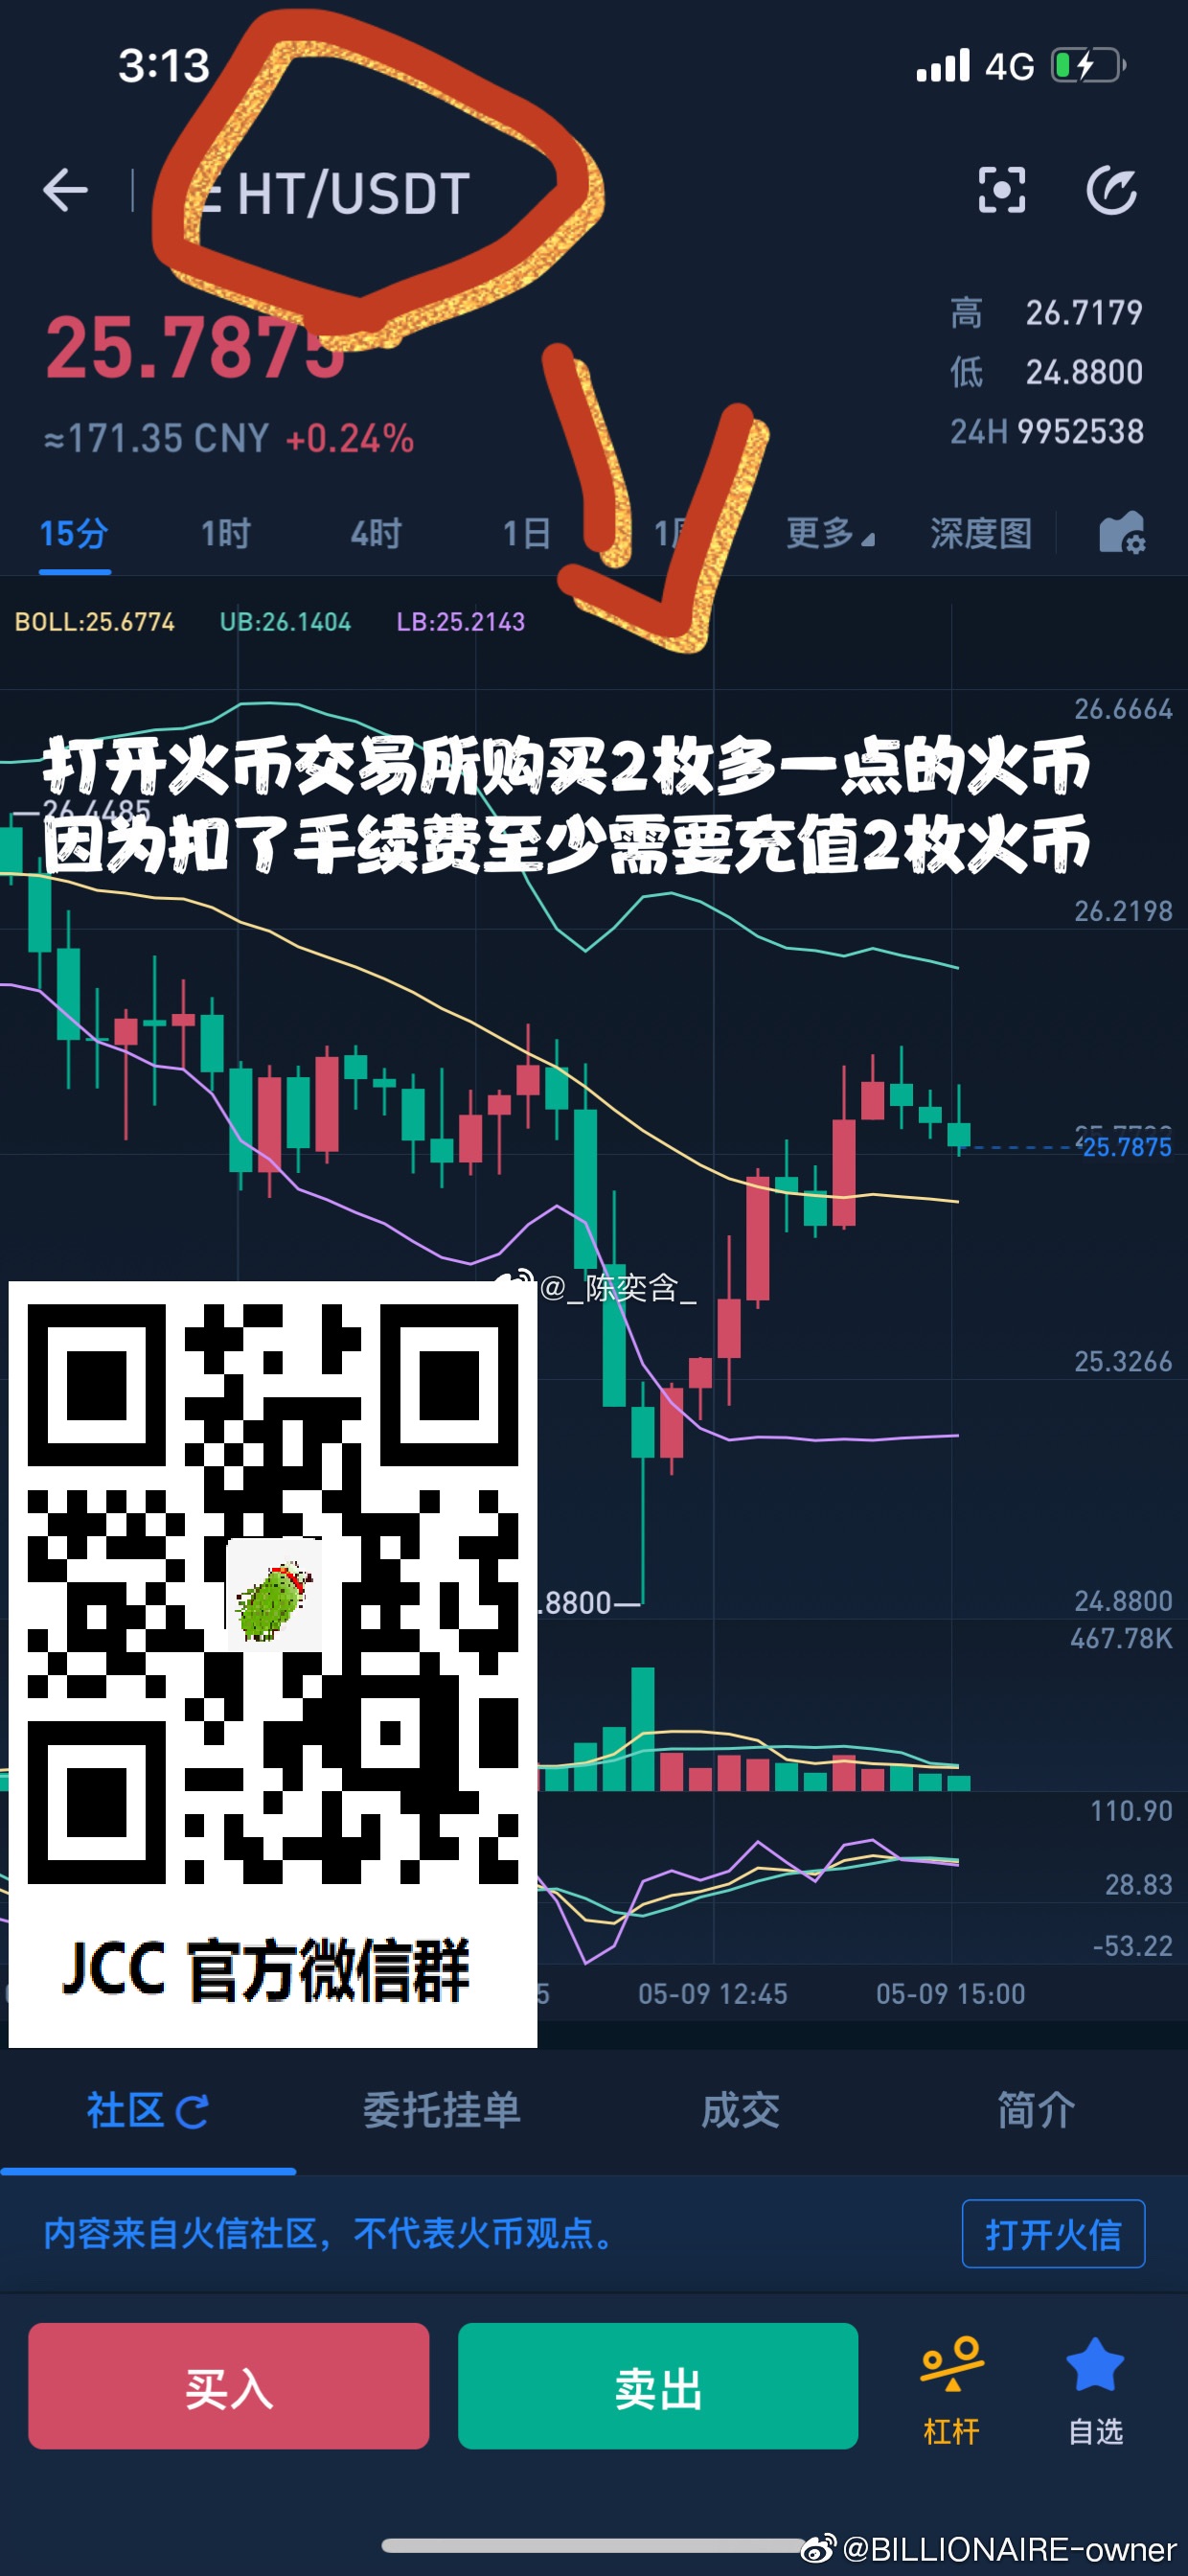 3:13
4G
HT/USDT
25.7875
高 26.7179
≈171.35 CNY +0.24%
低 24.8800
24H 9952538
15分 1时 4时 1日 更多 深度图
BOLL:25.6774 UB:26.1404 LB:25.2143
26.6664
打开火币交易所购买2枚多一点的火币
26.4485
因为扣了手续费至少需要充值2枚火币
26.2198
25.7875
@_陈奕含_
25.3266
.8800
24.8800
467.78K
110.90
28.83
JCC 官方微信群
-53.22
5 05-09 12:45 05-09 15:00
社区 委托挂单 成交 简介
内容来自火信社区，不代表火币观点。 打开火信
买入 卖出 杠杆 自选
@BILLIONAIRE-owner